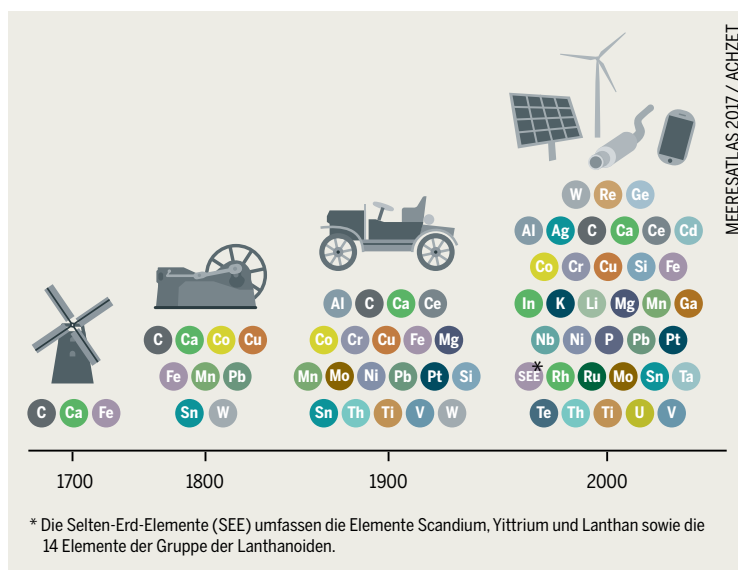 MEERESATLAS 2017 / ACHZET
W Re Ge
Al Ag C Ca Ce Cd
Co Cr Cu Si Fe
In K Li Mg Mn Ga
Nb Ni P Pb Pt
SEE* Rh Ru Mo Sn Ta
Te Th Ti U V
Al C Ca Ce
Co Cr Cu Fe Mg
Mn Mo Ni Pb Pt Si
Sn Th Ti V W
C Ca Co Cu
Fe Mn Pb
Sn W
C Ca Fe
1700 1800 1900 2000
* Die Selten-Erd-Elemente (SEE) umfassen die Elemente Scandium, Yittrium und Lanthan sowie die
14 Elemente der Gruppe der Lanthanoiden.